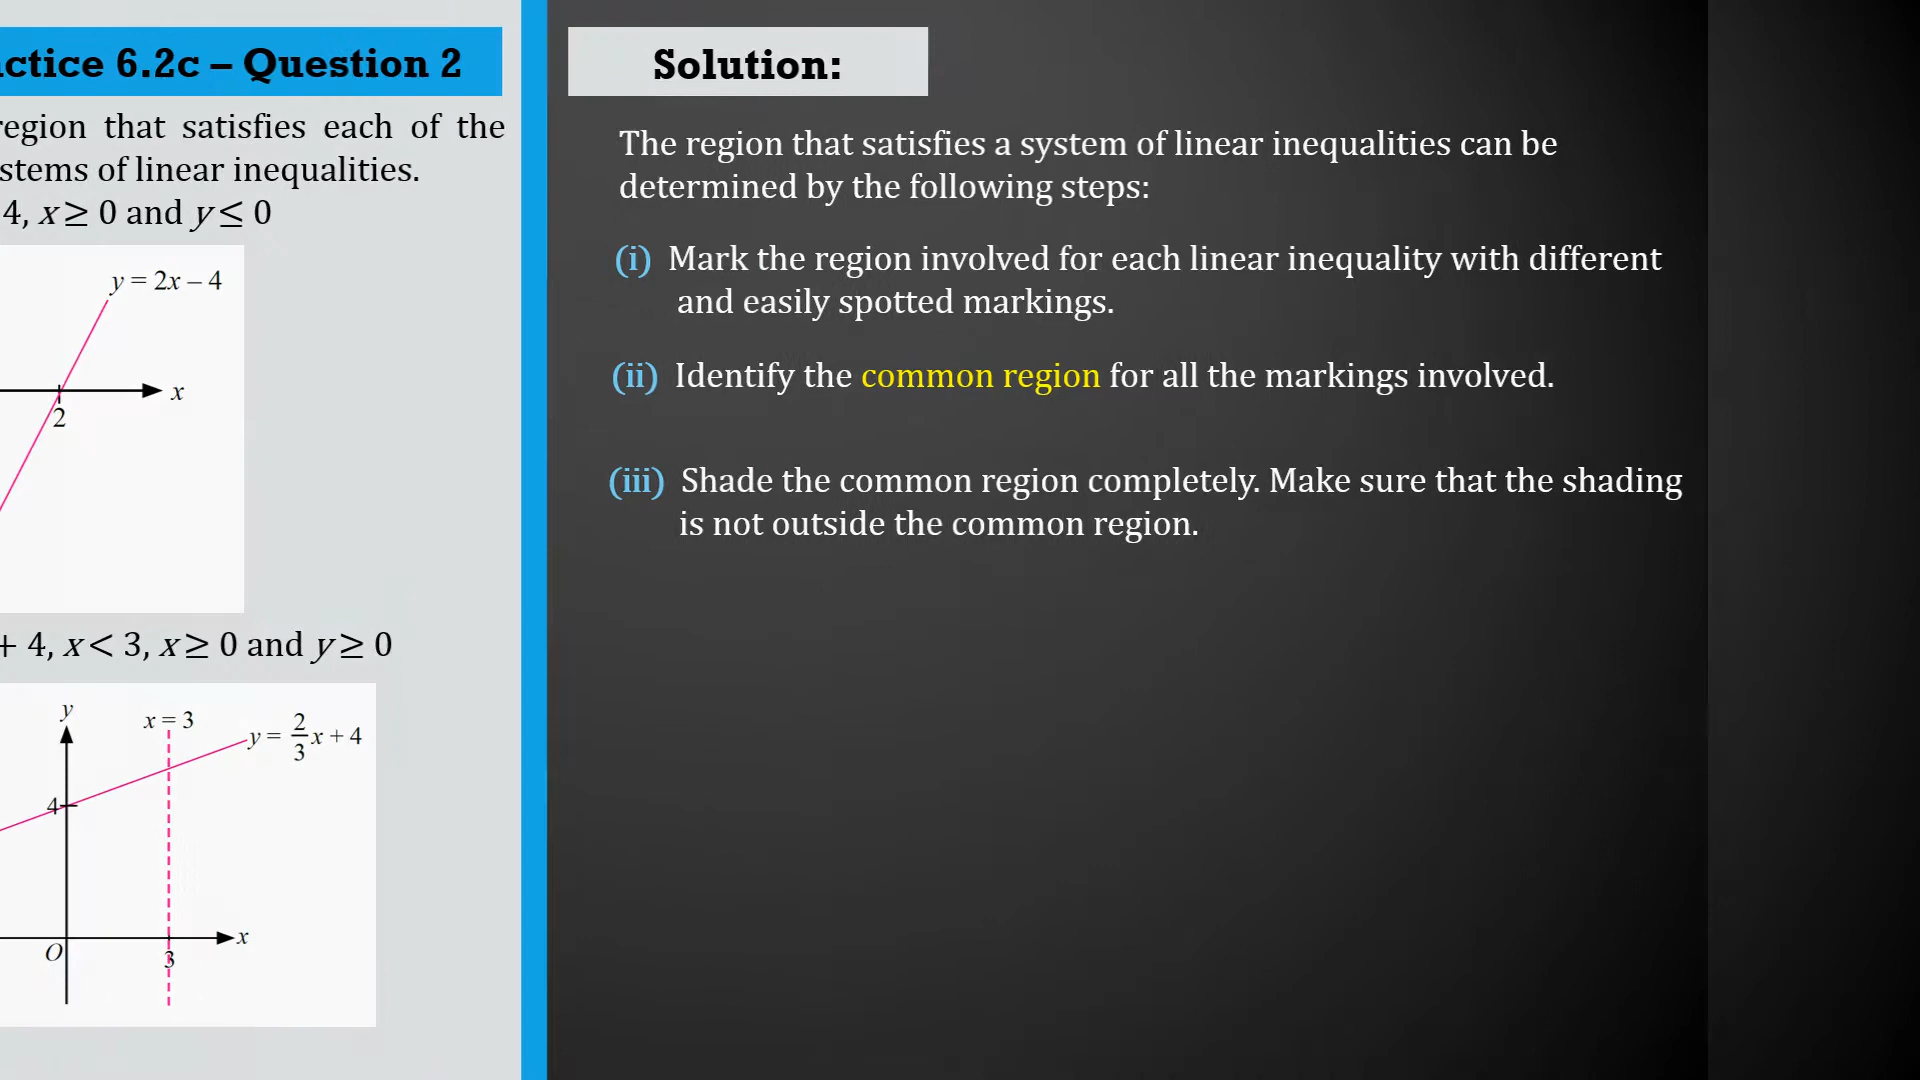 ctice 6.2c – Question 2
region that satisfies each of the
stems of linear inequalities.
4, x ≥ 0 and y ≤ 0
y = 2x – 4
x
2
+ 4, x < 3, x ≥ 0 and y ≥ 0
y
x = 3
y = 2/3 x + 4
4
O
3
x
Solution:
The region that satisfies a system of linear inequalities can be
determined by the following steps:
(i) Mark the region involved for each linear inequality with different
and easily spotted markings.
(ii) Identify the common region for all the markings involved.
(iii) Shade the common region completely. Make sure that the shading
is not outside the common region.